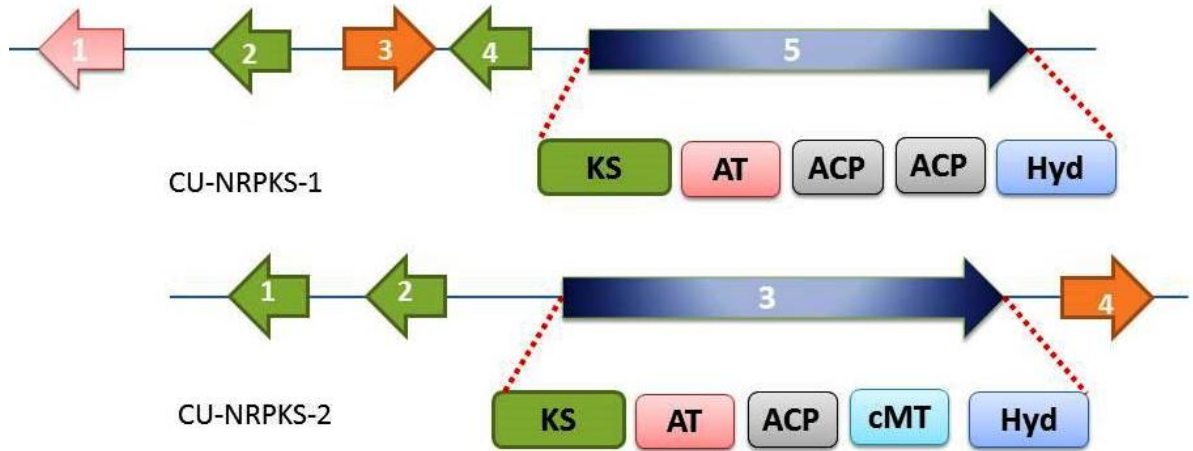 1 2 3 4 5
KS AT ACP ACP Hyd
CU-NRPKS-1
1 2 3 4
KS AT ACP cMT Hyd
CU-NRPKS-2